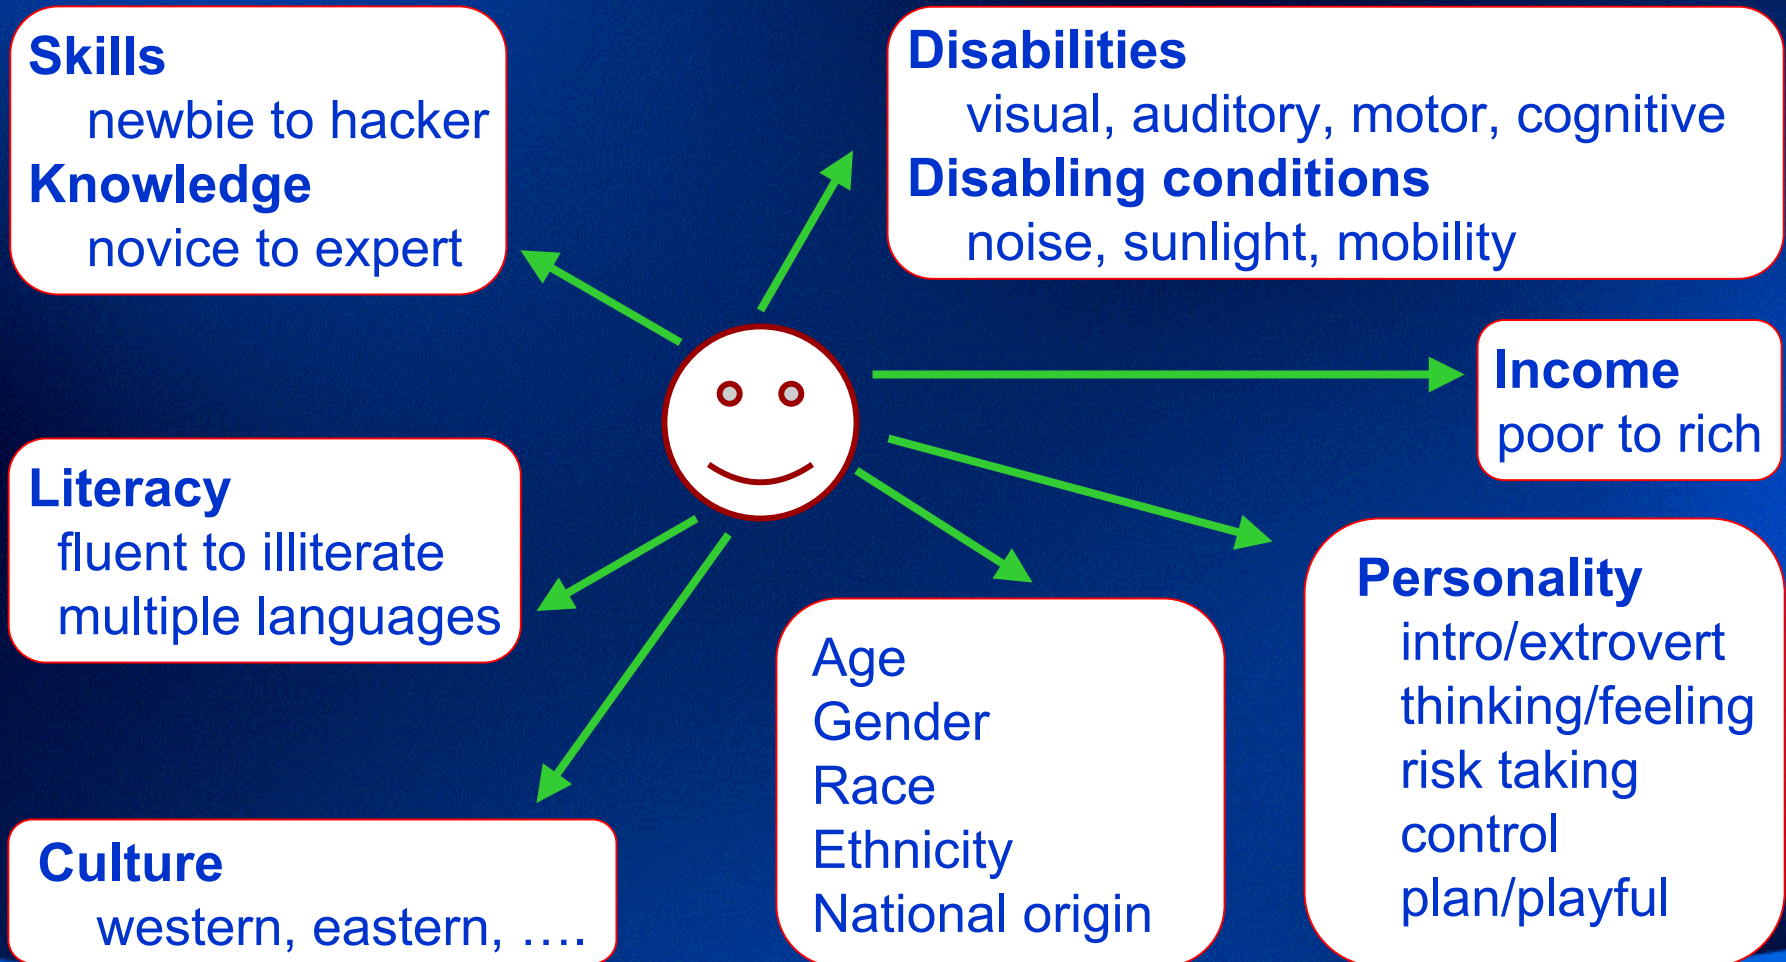 Skills
newbie to hacker
Knowledge
novice to expert
Disabilities
visual, auditory, motor, cognitive
Disabling conditions
noise, sunlight, mobility
Income
poor to rich
Literacy
fluent to illiterate
multiple languages
Personality
intro/extrovert
thinking/feeling
risk taking
control
plan/playful
Age
Gender
Race
Ethnicity
National origin
Culture
western, eastern, ….